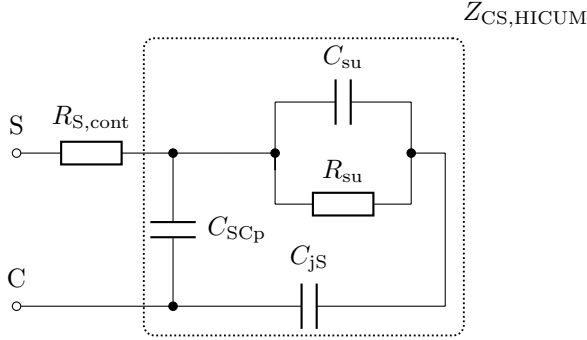 Z_CS,HICUM
C_su
S
R_S,cont
R_su
C_SCp
C_jS
C